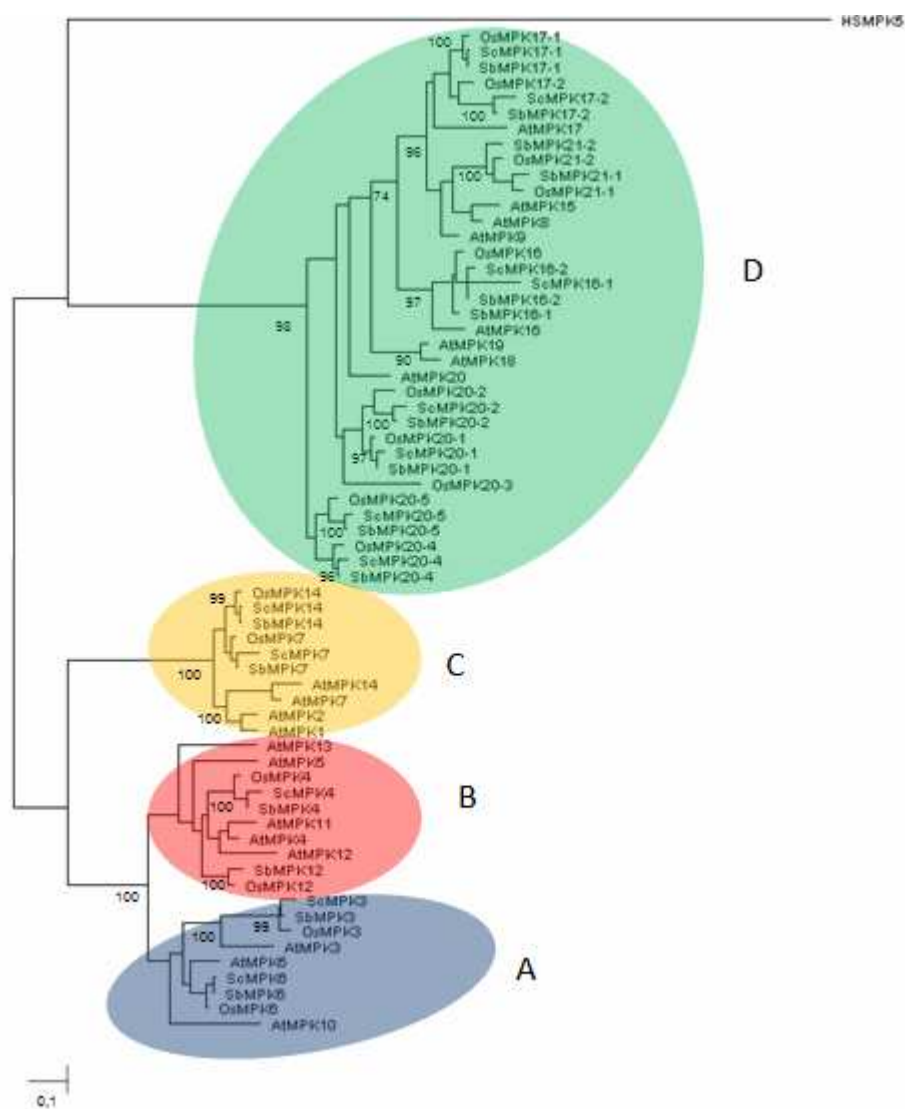 HSMPK5
OsMPK17-1
100
ScMPK17-1
SbMPK17-1
OsMPK17-2
ScMPK17-2
100
SbMPK17-2
AtMPK17
96
SbMPK21-2
OsMPK21-2
100
SbMPK21-1
OsMPK21-1
74
AtMPK15
AtMPK8
AtMPK9
OsMPK16
D
ScMPK16-2
ScMPK16-1
97
SbMPK16-2
SbMPK16-1
98
AtMPK16
AtMPK19
90
AtMPK18
AtMPK20
OsMPK20-2
ScMPK20-2
100
SbMPK20-2
OsMPK20-1
97
ScMPK20-1
SbMPK20-1
OsMPK20-3
OsMPK20-5
ScMPK20-5
100
SbMPK20-5
OsMPK20-4
ScMPK20-4
96
SbMPK20-4
99
OsMPK14
ScMPK14
SbMPK14
OsMPK7
ScMPK7
C
100
SbMPK7
AtMPK14
AtMPK7
100
AtMPK2
AtMPK1
AtMPK13
AtMPK5
OsMPK4
ScMPK4
B
100
SbMPK4
AtMPK11
AtMPK4
AtMPK12
SbMPK12
100
OsMPK12
100
ScMPK3
SbMPK3
99
OsMPK3
100
AtMPK3
AtMPK6
A
ScMPK6
SbMPK6
OsMPK6
AtMPK10
0,1